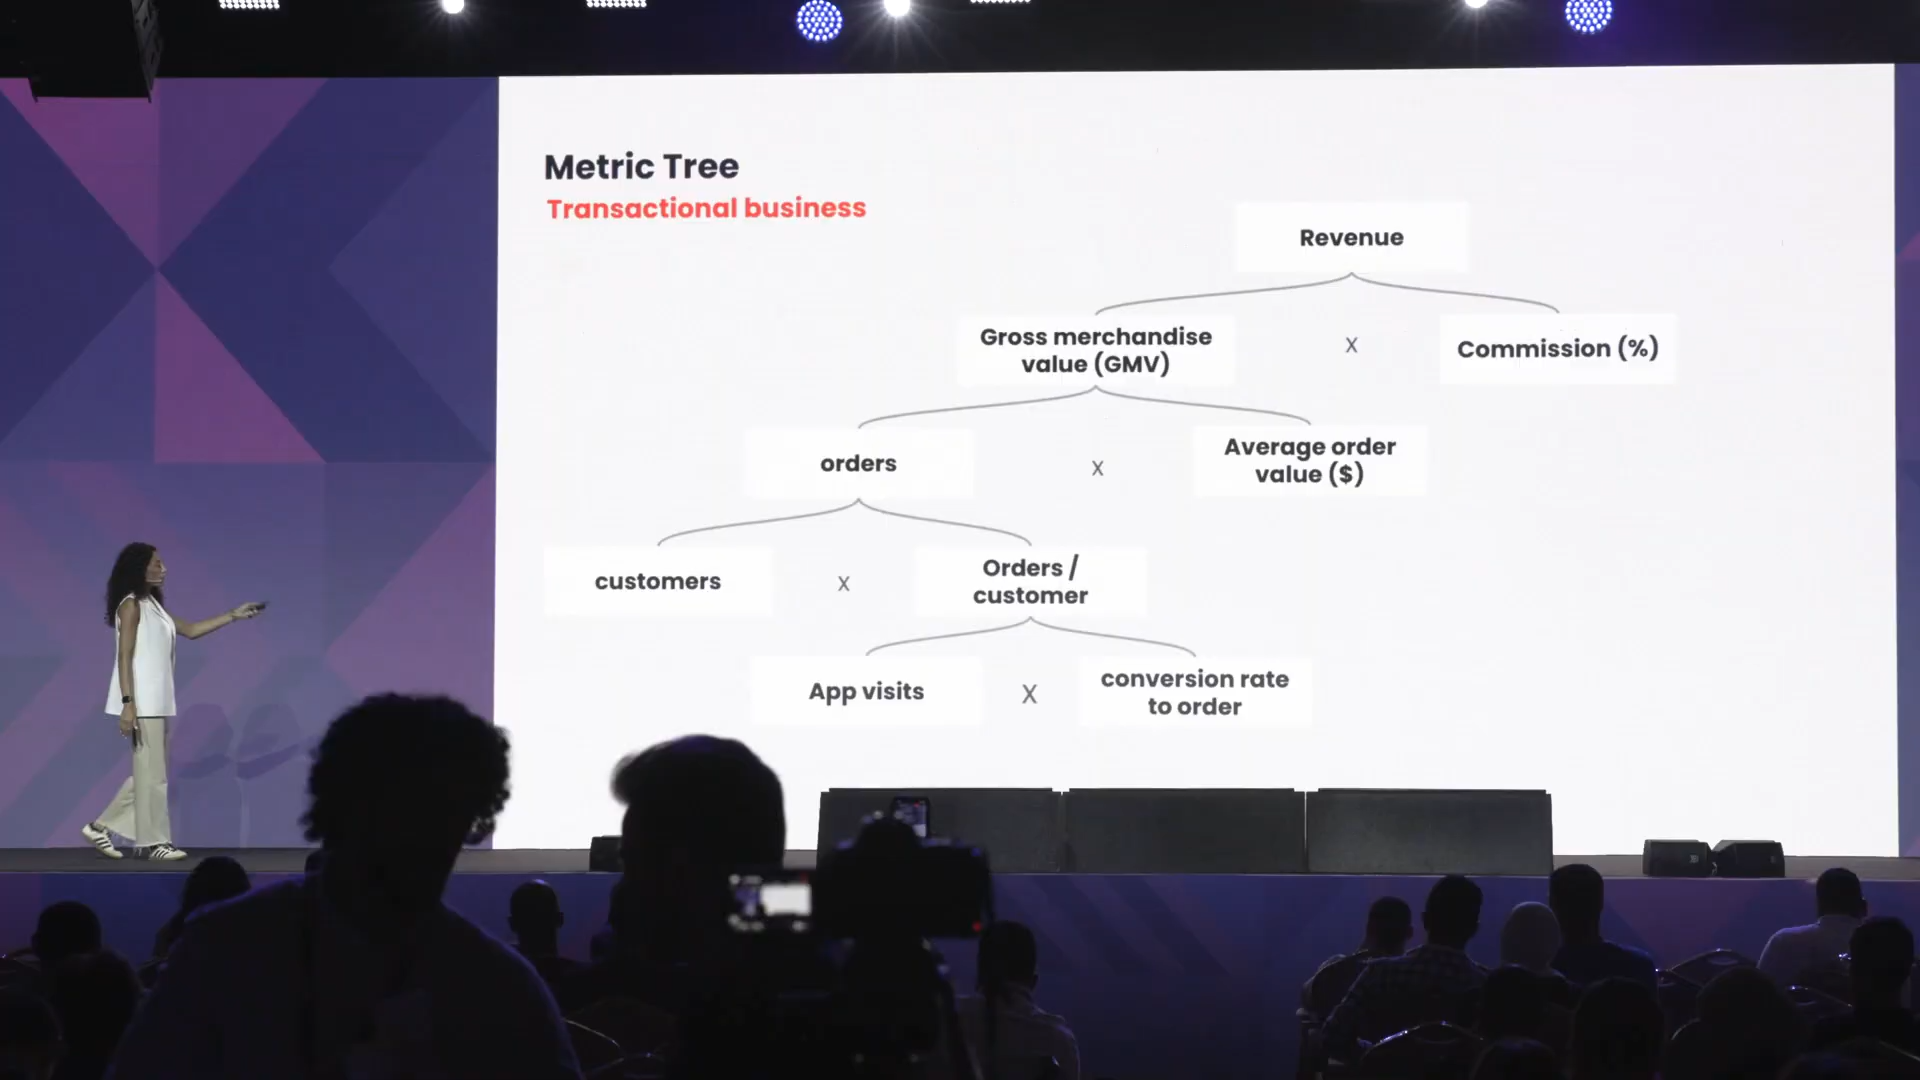 Metric Tree
Transactional business
Revenue
Gross merchandise
value (GMV)
x
Commission (%)
orders
x
Average order
value ($)
customers
x
Orders /
customer
App visits
x
conversion rate
to order